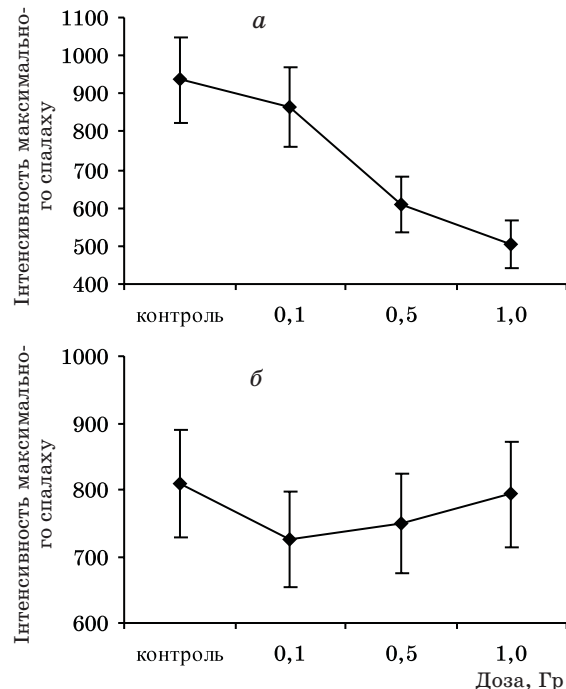 а
Інтенсивность максимально-
го спалаху
1100
1000
900
800
700
600
500
400
контроль 0,1 0,5 1,0
б
Інтенсивность максимально-
го спалаху
1000
900
800
700
600
контроль 0,1 0,5 1,0
Доза, Гр